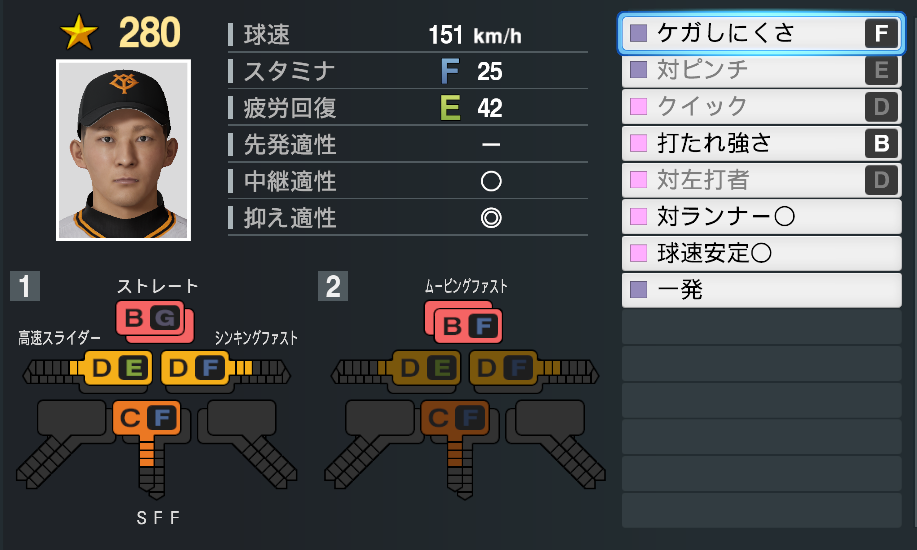 ★ 280
球速 151 km/h
スタミナ F 25
疲労回復 E 42
先発適性 ―
中継適性 ○
抑え適性 ◎
ケガしにくさ F
対ピンチ E
クイック D
打たれ強さ B
対左打者 D
対ランナー○
球速安定○
一発
1
ストレート
B G
高速スライダー
シンキングファスト
D E
D F
C F
SFF
2
ムービングファスト
B F
D E
D F
C F